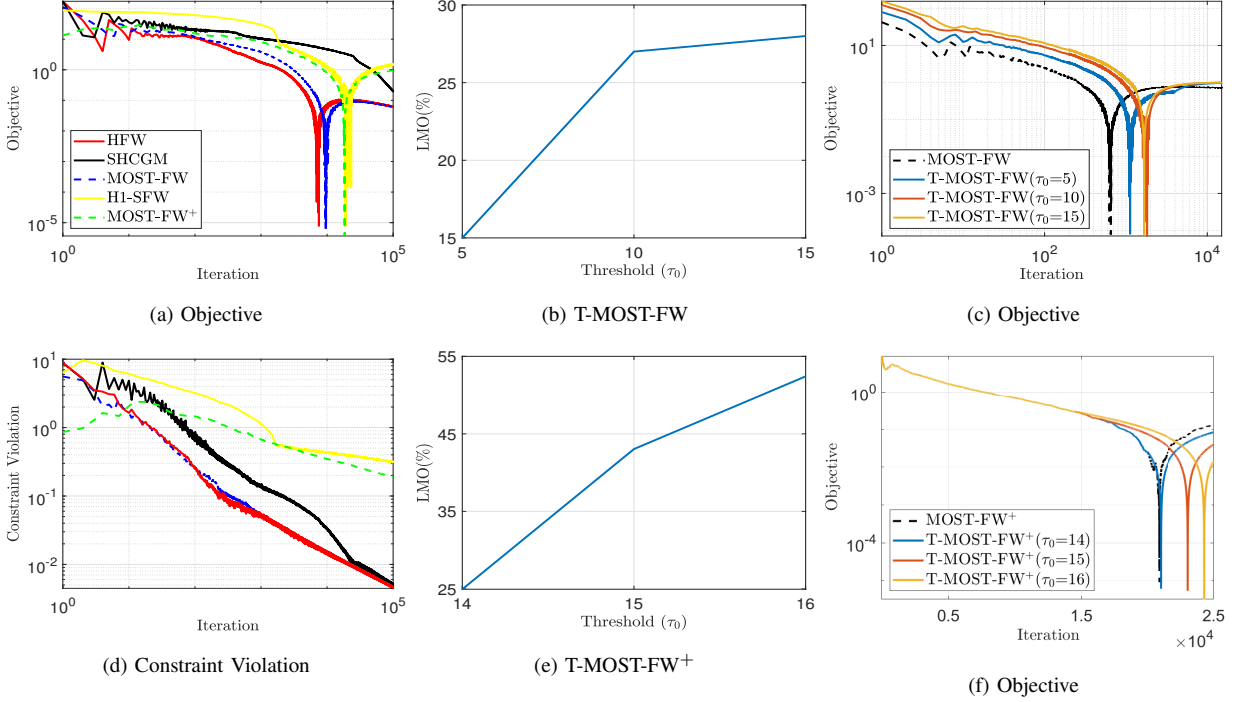 Objective
10^0
10^-5
HFW
SHCGM
MOST-FW
H1-SFW
MOST-FW^+
10^0
10^5
Iteration
(a) Objective
LMO(%)
30
25
20
15
5
10
15
Threshold (τ₀)
(b) T-MOST-FW
Objective
10^1
10^-3
MOST-FW
T-MOST-FW(τ₀=5)
T-MOST-FW(τ₀=10)
T-MOST-FW(τ₀=15)
10^0
10^2
10^4
Iteration
(c) Objective
Constraint Violation
10^1
10^0
10^-1
10^-2
10^0
10^5
Iteration
(d) Constraint Violation
LMO(%)
55
45
35
25
14
15
16
Threshold (τ₀)
(e) T-MOST-FW^+
Objective
10^0
10^-4
MOST-FW^+
T-MOST-FW^+(τ₀=14)
T-MOST-FW^+(τ₀=15)
T-MOST-FW^+(τ₀=16)
0.5
1.5
2.5
Iteration
×10^4
(f) Objective